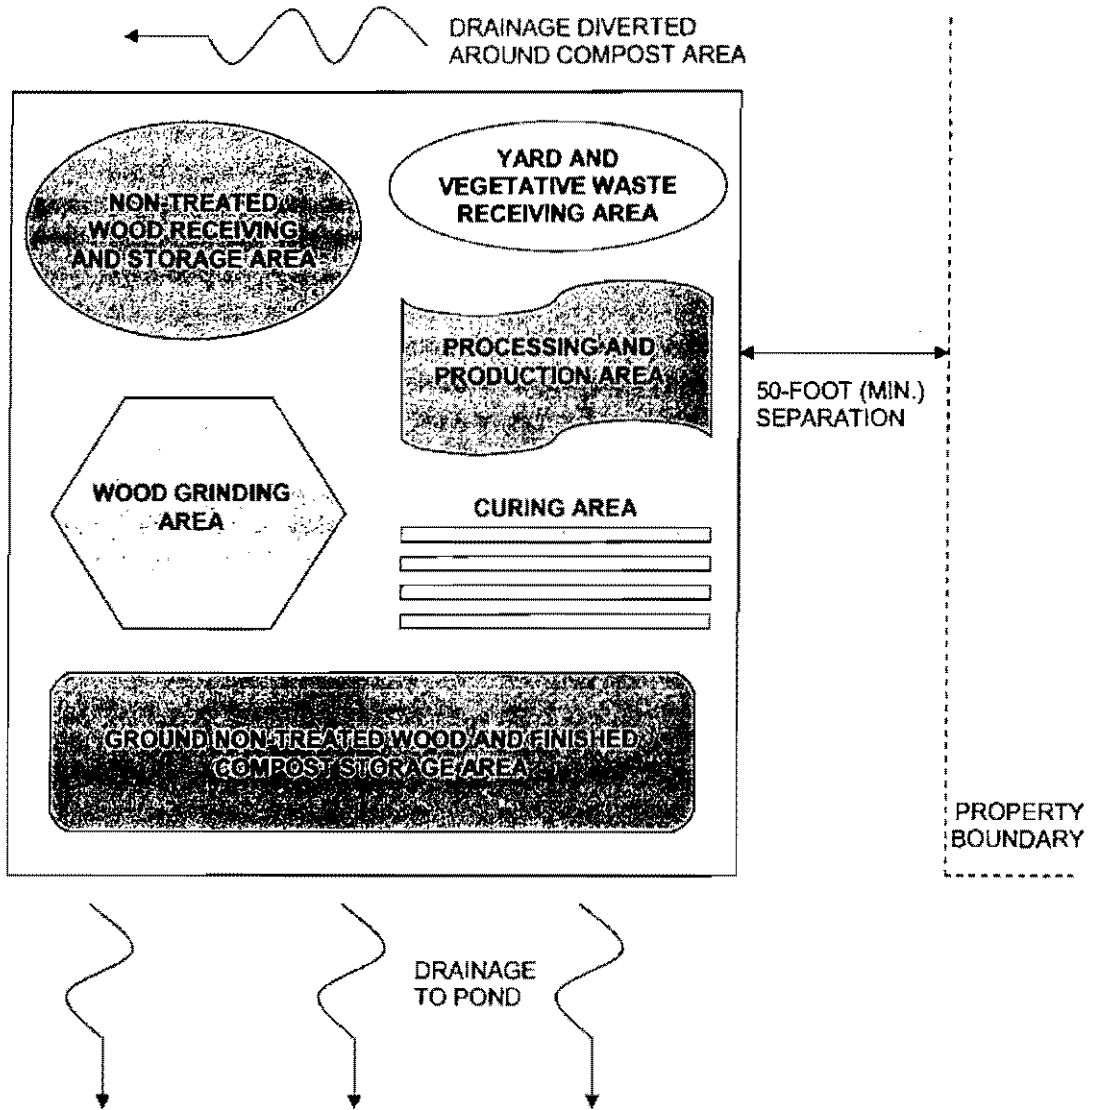 DRAINAGE DIVERTED
AROUND COMPOST AREA
NON-TREATED
WOOD RECEIVING
AND STORAGE AREA
YARD AND
VEGETATIVE WASTE
RECEIVING AREA
PROCESSING AND
PRODUCTION AREA
50-FOOT (MIN.)
SEPARATION
WOOD GRINDING
AREA
CURING AREA
GROUND NON-TREATED WOOD AND FINISHED
COMPOST STORAGE AREA
PROPERTY
BOUNDARY
DRAINAGE
TO POND